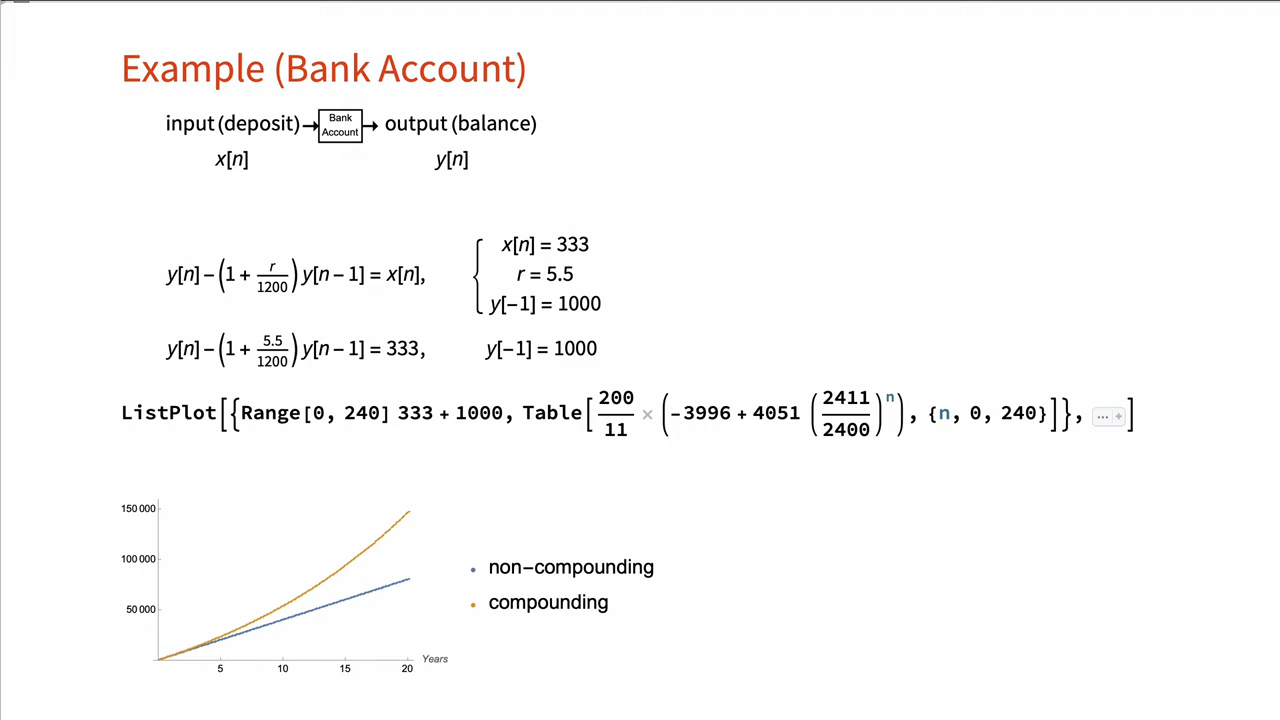 Example (Bank Account)
input (deposit) → Bank Account → output (balance)
x[n] y[n]
y[n] − (1 + r/1200) y[n − 1] = x[n], { x[n] = 333
r = 5.5
y[−1] = 1000
y[n] − (1 + 5.5/1200) y[n − 1] = 333, y[−1] = 1000
ListPlot[{Range[0, 240] 333 + 1000, Table[200/11 × (-3996 + 4051 (2411/2400)^n), {n, 0, 240}]}, ... +]
150 000
100 000
50 000
5 10 15 20 Years
non−compounding
compounding